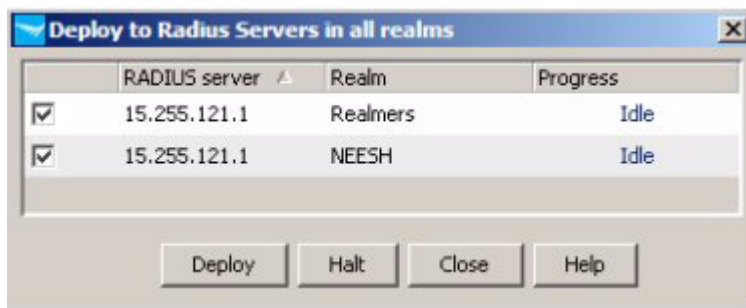 Deploy to Radius Servers in all realms
RADIUS server Realm Progress
15.255.121.1 Realmers Idle
15.255.121.1 NEESH Idle
Deploy Halt Close Help